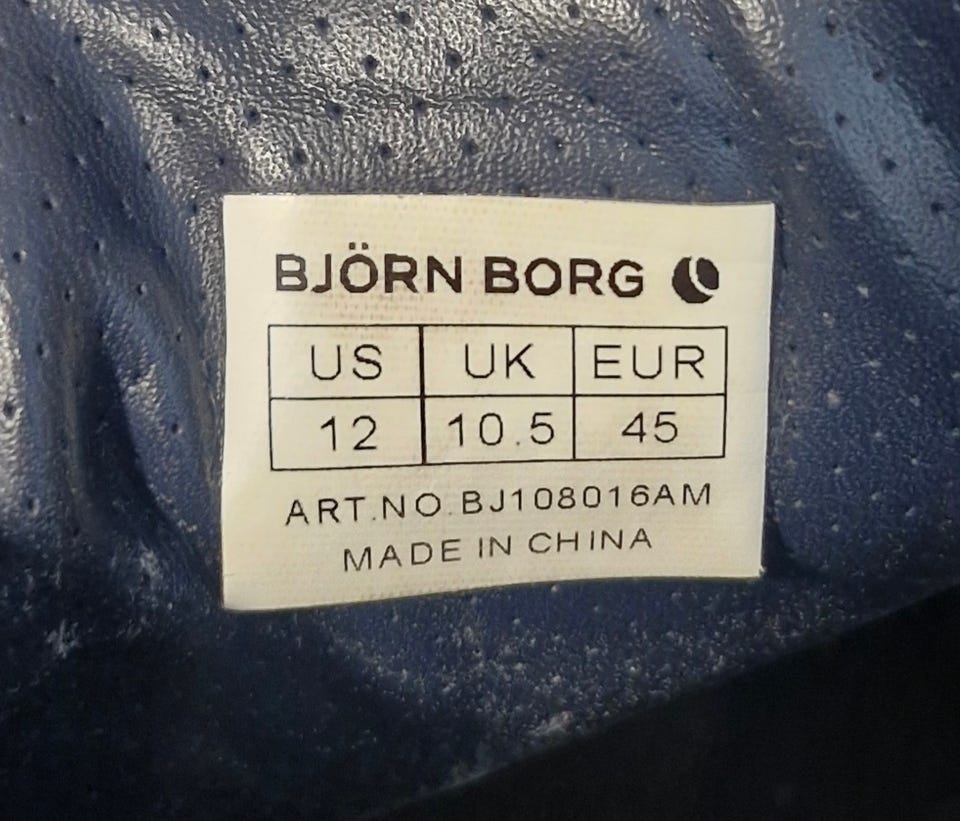 BJÖRN BORG
US UK EUR
12 10.5 45
ART.NO.BJ108016AM
MADE IN CHINA